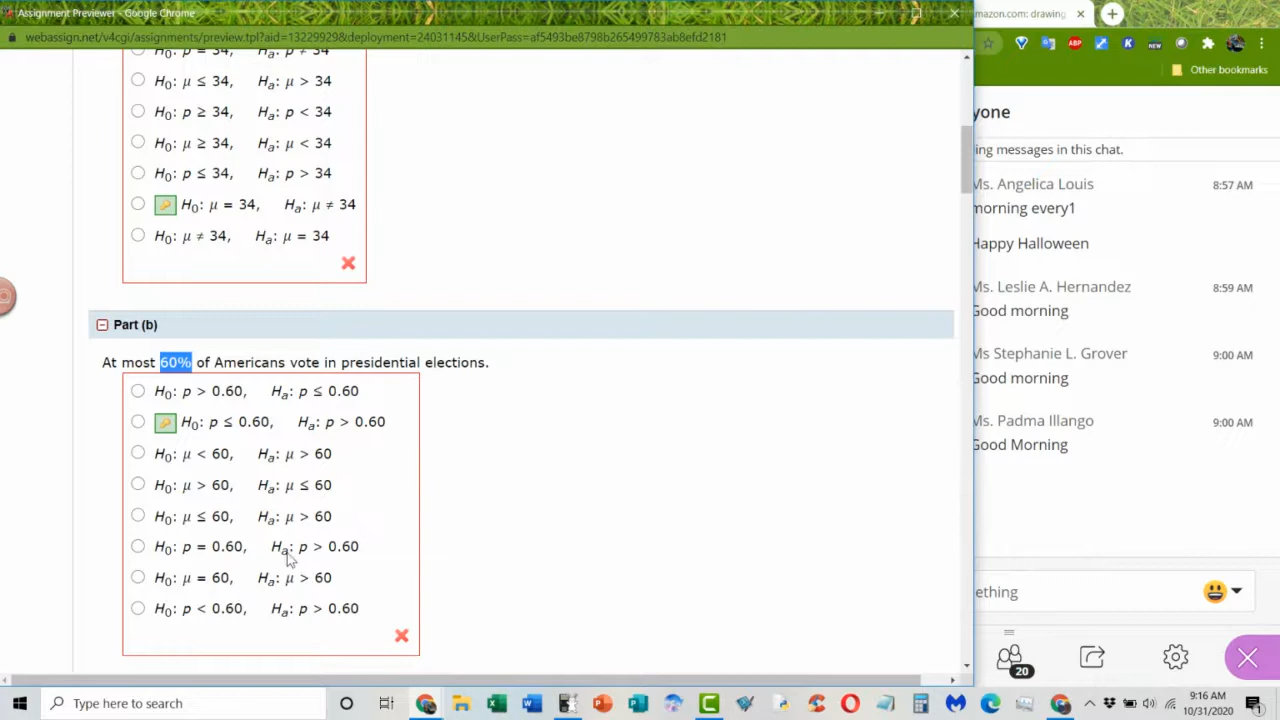 Assignment Previewer - Google Chrome
mazon.com: drawing
webassign.net/v4cgi/assignments/preview.tpl?aid=13229929&deployment=24031145&UserPass=af5493be8798b265499783ab8efd2181
Other bookmarks
H0: p = 34, Ha: p ≠ 34
H0: μ ≤ 34, Ha: μ > 34
H0: p ≥ 34, Ha: p < 34
H0: μ ≥ 34, Ha: μ < 34
H0: p ≤ 34, Ha: p > 34
H0: μ = 34, Ha: μ ≠ 34
H0: μ ≠ 34, Ha: μ = 34
Part (b)
At most 60% of Americans vote in presidential elections.
H0: p > 0.60, Ha: p ≤ 0.60
H0: p ≤ 0.60, Ha: p > 0.60
H0: μ < 60, Ha: μ > 60
H0: μ > 60, Ha: μ ≤ 60
H0: μ ≤ 60, Ha: μ > 60
H0: p = 0.60, Ha: p > 0.60
H0: μ = 60, Ha: μ > 60
H0: p < 0.60, Ha: p > 0.60
yone
ing messages in this chat.
Ms. Angelica Louis 8:57 AM
morning every1
Happy Halloween
Ms. Leslie A. Hernandez 8:59 AM
Good morning
Ms Stephanie L. Grover 9:00 AM
Good morning
Ms. Padma Illango 9:00 AM
Good Morning
ething
20
Type here to search
9:16 AM
10/31/2020